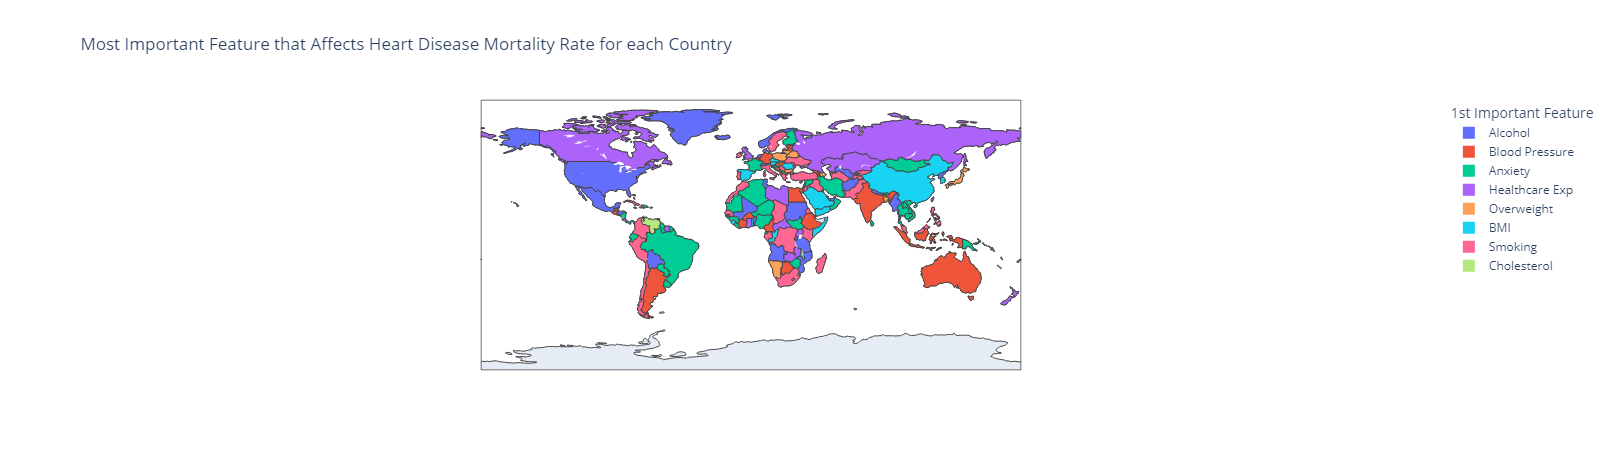 Most Important Feature that Affects Heart Disease Mortality Rate for each Country
1st Important Feature
Alcohol
Blood Pressure
Anxiety
Healthcare Exp
Overweight
BMI
Smoking
Cholesterol